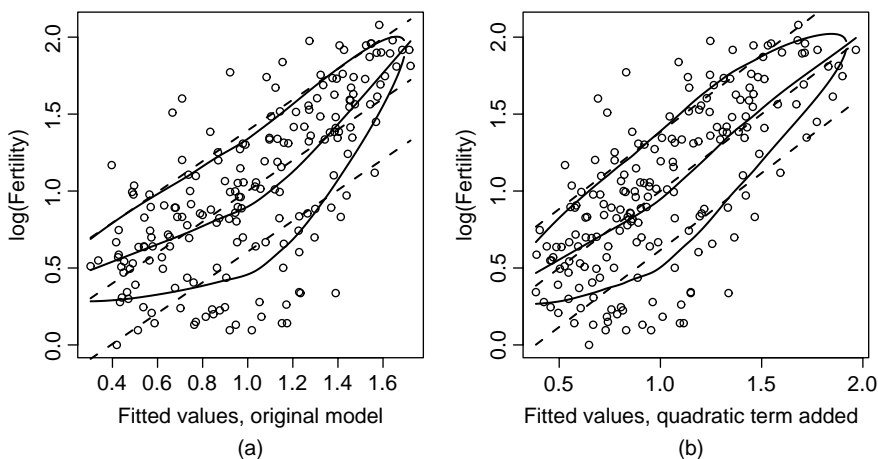 2.0
1.5
1.0
0.5
0.0
log(Fertility)
0.4 0.6 0.8 1.0 1.2 1.4 1.6
Fitted values, original model
(a)
2.0
1.5
1.0
0.5
0.0
log(Fertility)
0.5 1.0 1.5 2.0
Fitted values, quadratic term added
(b)